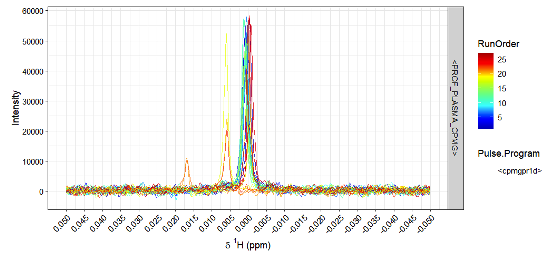 60000
50000
40000
30000
20000
10000
0
Intensity
0.050 0.045 0.040 0.035 0.030 0.025 0.020 0.015 0.010 0.005 0.000 -0.005 -0.010 -0.015 -0.020 -0.025 -0.030 -0.035 -0.040 -0.045 -0.050
δ ¹H (ppm)
<PROF_PLASMA_CPMG>
RunOrder
25
20
15
10
5
Pulse.Program
<cpmgpr1d>